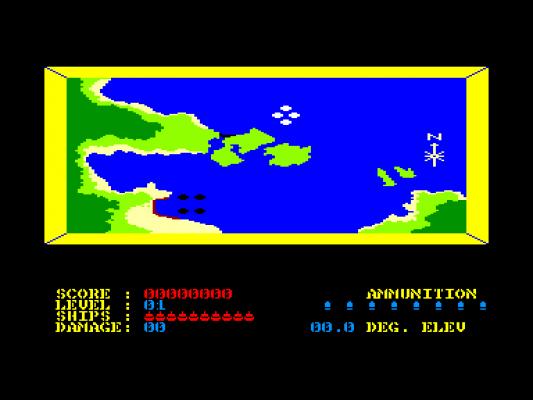 N
SCORE : 00000000
AMMUNITION
LEVEL : 01
SHIPS :
DAMAGE: 00
00.0 DEG. ELEV